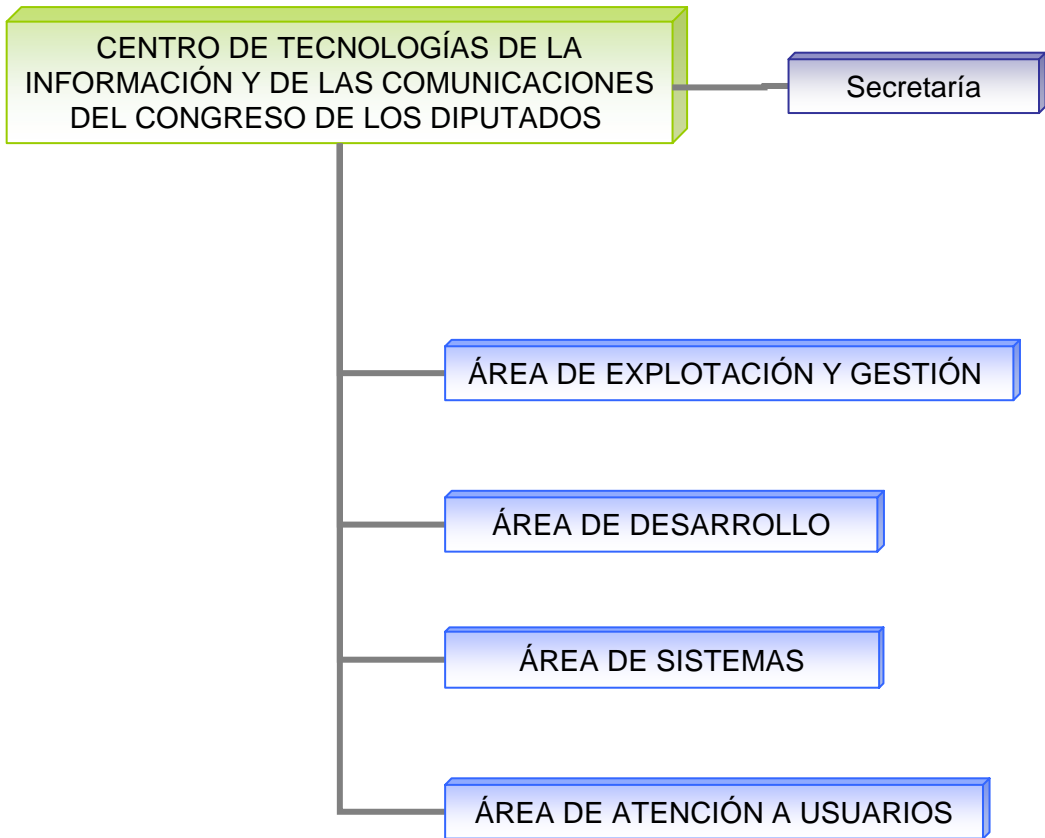 CENTRO DE TECNOLOGÍAS DE LA
INFORMACIÓN Y DE LAS COMUNICACIONES
DEL CONGRESO DE LOS DIPUTADOS
Secretaría
ÁREA DE EXPLOTACIÓN Y GESTIÓN
ÁREA DE DESARROLLO
ÁREA DE SISTEMAS
ÁREA DE ATENCIÓN A USUARIOS